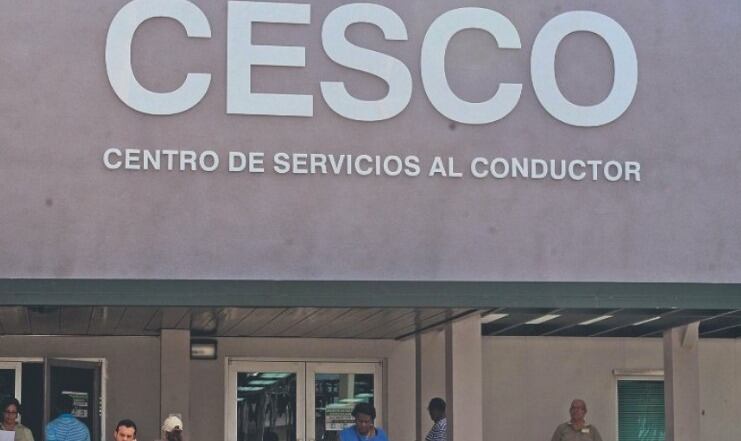 CESCO
CENTRO DE SERVICIOS AL CONDUCTOR